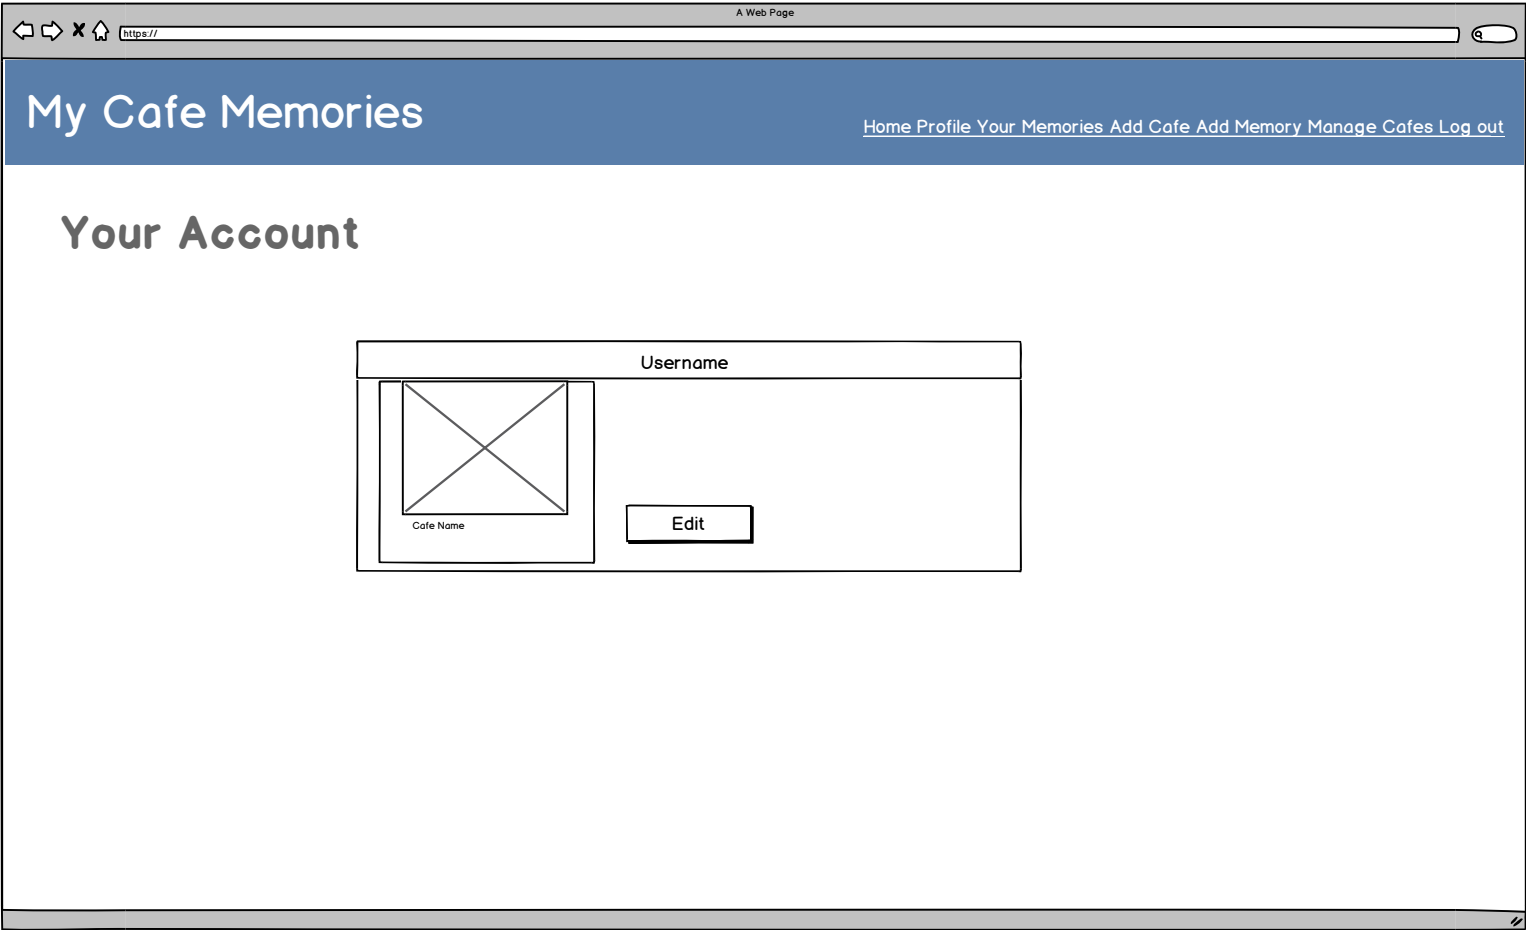 A Web Page
https://
My Cafe Memories
Home Profile Your Memories Add Cafe Add Memory Manage Cafes Log out
Your Account
Username
Cafe Name
Edit